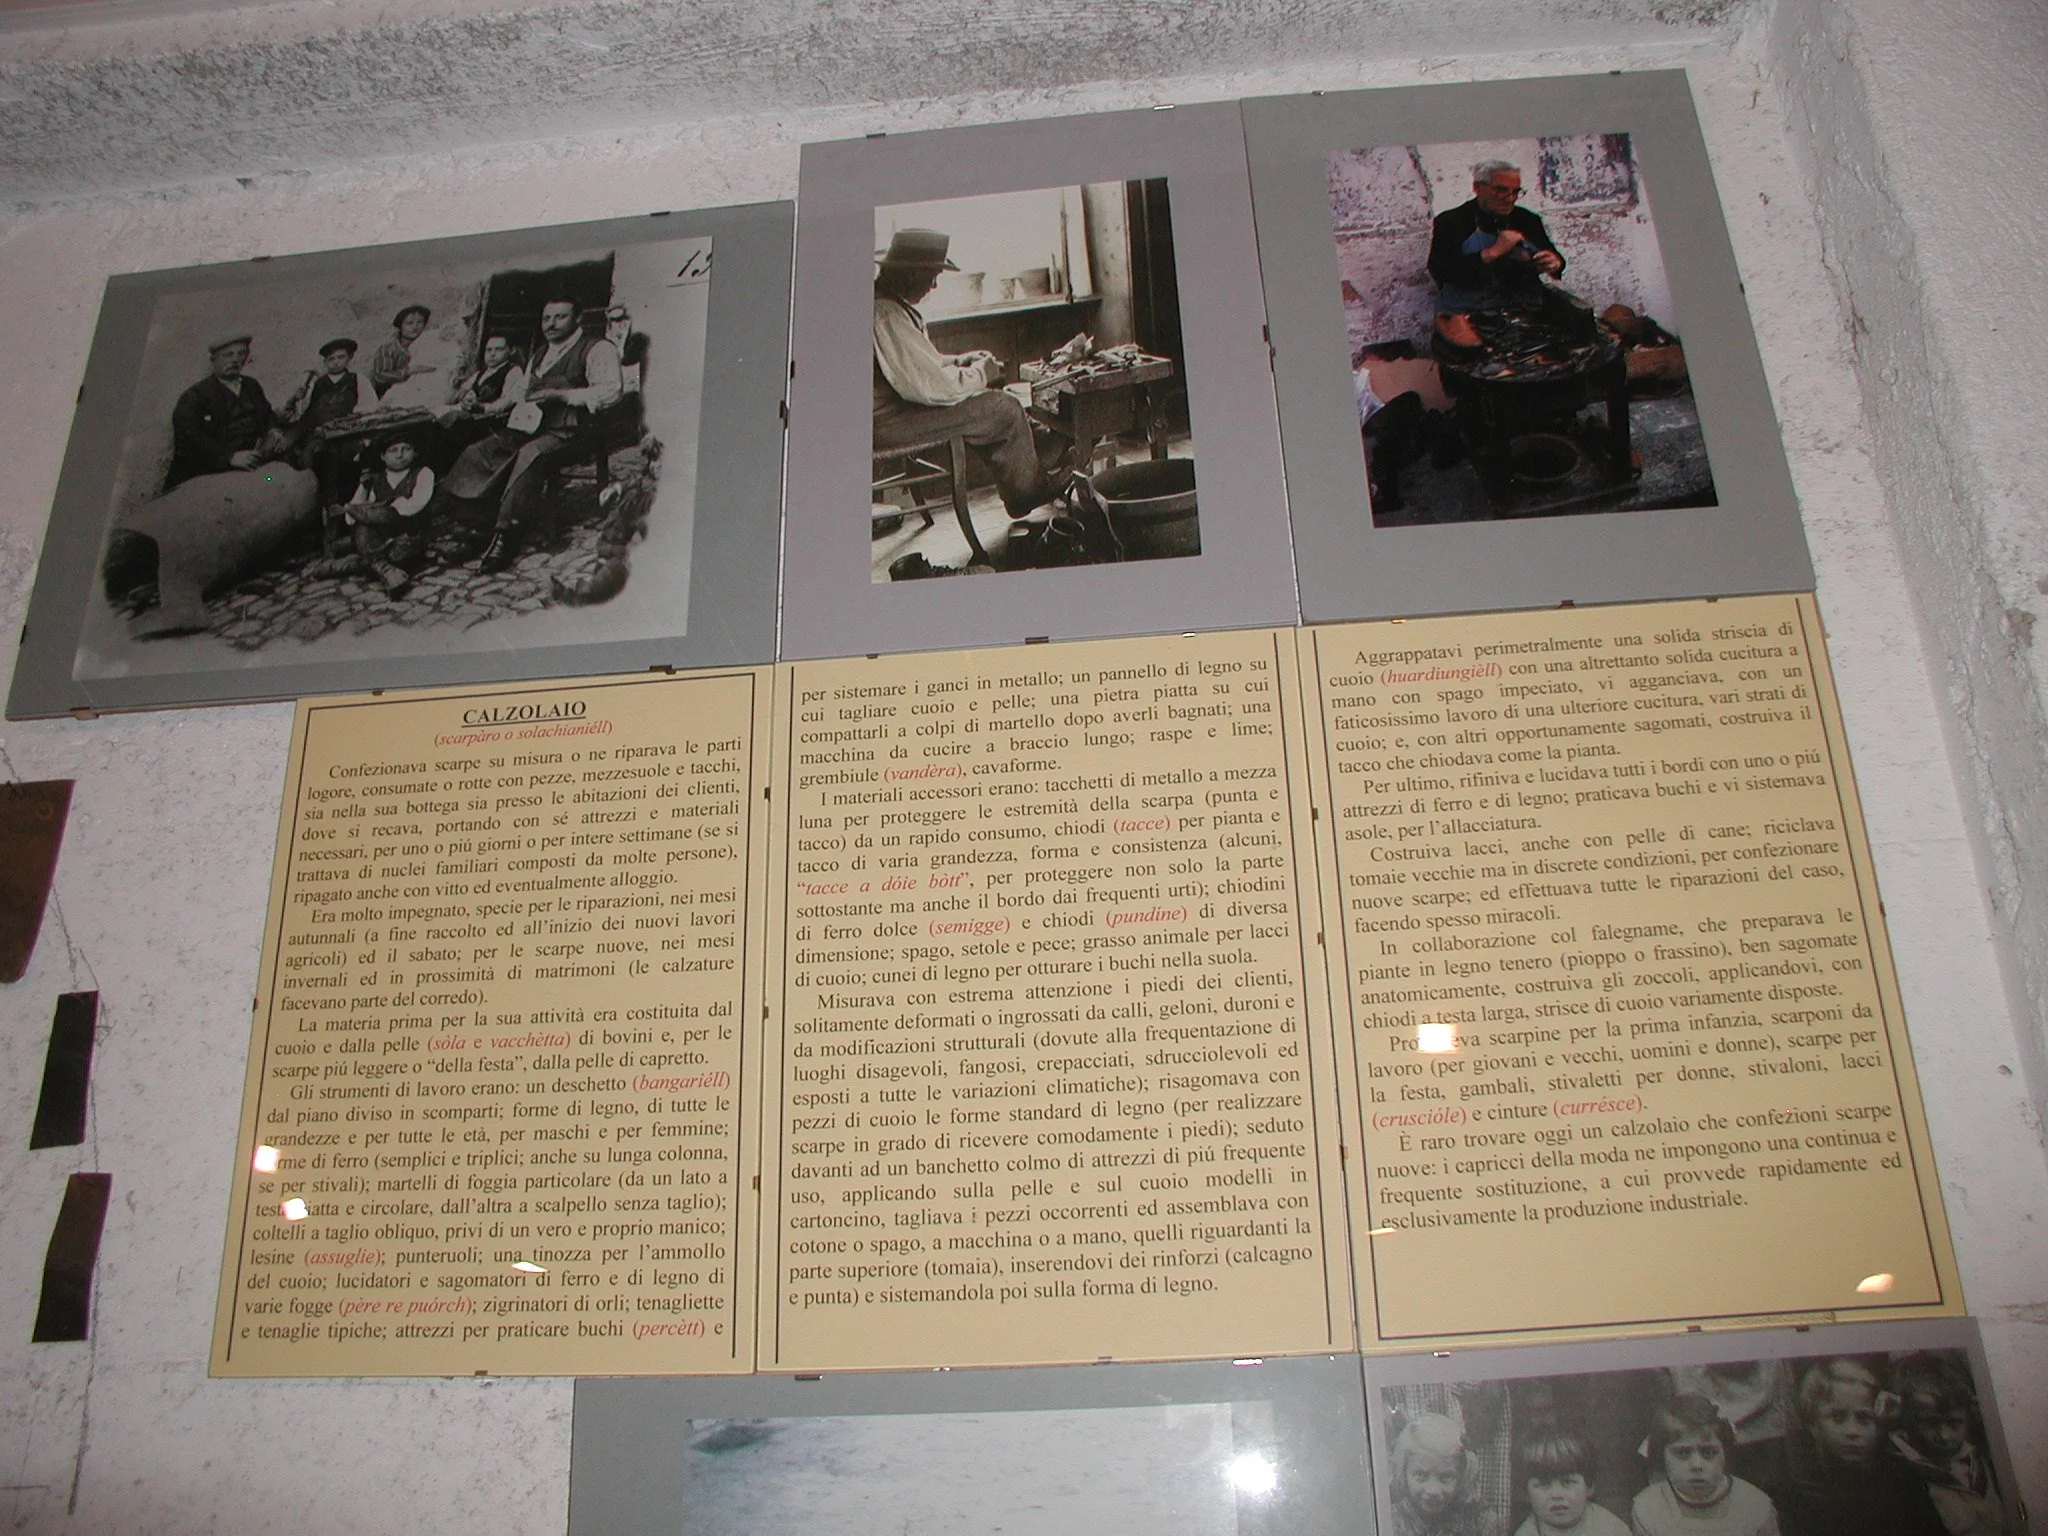 13
CALZOLAIO
(scarpàro o solachianiéll)
Confezionava scarpe su misura o ne riparava le parti
logore, consumate o rotte con pezze, mezzesuole e tacchi,
sia nella sua bottega sia presso le abitazioni dei clienti,
dove si recava, portando con sé attrezzi e materiali
necessari, per uno o piú giorni o per intere settimane (se si
trattava di nuclei familiari composti da molte persone),
ripagato anche con vitto ed eventualmente alloggio.
Era molto impegnato, specie per le riparazioni, nei mesi
autunnali (a fine raccolto ed all'inizio dei nuovi lavori
agricoli) ed il sabato; per le scarpe nuove, nei mesi
invernali ed in prossimità di matrimoni (le calzature
facevano parte del corredo).
La materia prima per la sua attività era costituita dal
cuoio e dalla pelle (sòla e vacchètta) di bovini e, per le
scarpe piú leggere o "della festa", dalla pelle di capretto.
Gli strumenti di lavoro erano: un deschetto (bangariéll)
dal piano diviso in scomparti; forme di legno, di tutte le
grandezze e per tutte le età, per maschi e per femmine;
forme di ferro (semplici e triplici; anche su lunga colonna,
se per stivali); martelli di foggia particolare (da un lato a
testa piatta e circolare, dall'altra a scalpello senza taglio);
coltelli a taglio obliquo, privi di un vero e proprio manico;
lesine (assuglie); punteruoli; una tinozza per l'ammollo
del cuoio; lucidatori e sagomatori di ferro e di legno di
varie fogge (père re puórch); zigrinatori di orli; tenagliette
e tenaglie tipiche; attrezzi per praticare buchi (percètt) e
per sistemare i ganci in metallo; un pannello di legno su
cui tagliare cuoio e pelle; una pietra piatta su cui
compattarli a colpi di martello dopo averli bagnati; una
macchina da cucire a braccio lungo; raspe e lime;
grembiule (vandèra), cavaforme.
I materiali accessori erano: tacchetti di metallo a mezza
luna per proteggere le estremità della scarpa (punta e
tacco) da un rapido consumo, chiodi (tacce) per pianta e
tacco di varia grandezza, forma e consistenza (alcuni,
"tacce a dóie bòtt", per proteggere non solo la parte
sottostante ma anche il bordo dai frequenti urti); chiodini
di ferro dolce (semigge) e chiodi (pundine) di diversa
dimensione; spago, setole e pece; grasso animale per lacci
di cuoio; cunei di legno per otturare i buchi nella suola.
Misurava con estrema attenzione i piedi dei clienti,
solitamente deformati o ingrossati da calli, geloni, duroni e
da modificazioni strutturali (dovute alla frequentazione di
luoghi disagevoli, fangosi, crepacciati, sdrucciolevoli ed
esposti a tutte le variazioni climatiche); risagomava con
pezzi di cuoio le forme standard di legno (per realizzare
scarpe in grado di ricevere comodamente i piedi); seduto
davanti ad un banchetto colmo di attrezzi di piú frequente
uso, applicando sulla pelle e sul cuoio modelli in
cartoncino, tagliava i pezzi occorrenti ed assemblava con
cotone o spago, a macchina o a mano, quelli riguardanti la
parte superiore (tomaia), inserendovi dei rinforzi (calcagno
e punta) e sistemandola poi sulla forma di legno.
Aggrappatavi perimetralmente una solida striscia di
cuoio (huardiungièll) con una altrettanto solida cucitura a
mano con spago impeciato, vi agganciava, con un
faticosissimo lavoro di una ulteriore cucitura, vari strati di
cuoio; e, con altri opportunamente sagomati, costruiva il
tacco che chiodava come la pianta.
Per ultimo, rifiniva e lucidava tutti i bordi con uno o piú
attrezzi di ferro e di legno; praticava buchi e vi sistemava
asole, per l'allacciatura.
Costruiva lacci, anche con pelle di cane; riciclava
tomaie vecchie ma in discrete condizioni, per confezionare
nuove scarpe; ed effettuava tutte le riparazioni del caso,
facendo spesso miracoli.
In collaborazione col falegname, che preparava le
piante in legno tenero (pioppo o frassino), ben sagomate
anatomicamente, costruiva gli zoccoli, applicandovi, con
chiodi a testa larga, strisce di cuoio variamente disposte.
scarpine per la prima infanzia, scarponi da
lavoro (per giovani e vecchi, uomini e donne), scarpe per
la festa, gambali, stivaletti per donne, stivaloni, lacci
(cruscióle) e cinture (currésce).
È raro trovare oggi un calzolaio che confezioni scarpe
nuove: i capricci della moda ne impongono una continua e
frequente sostituzione, a cui provvede rapidamente ed
esclusivamente la produzione industriale.